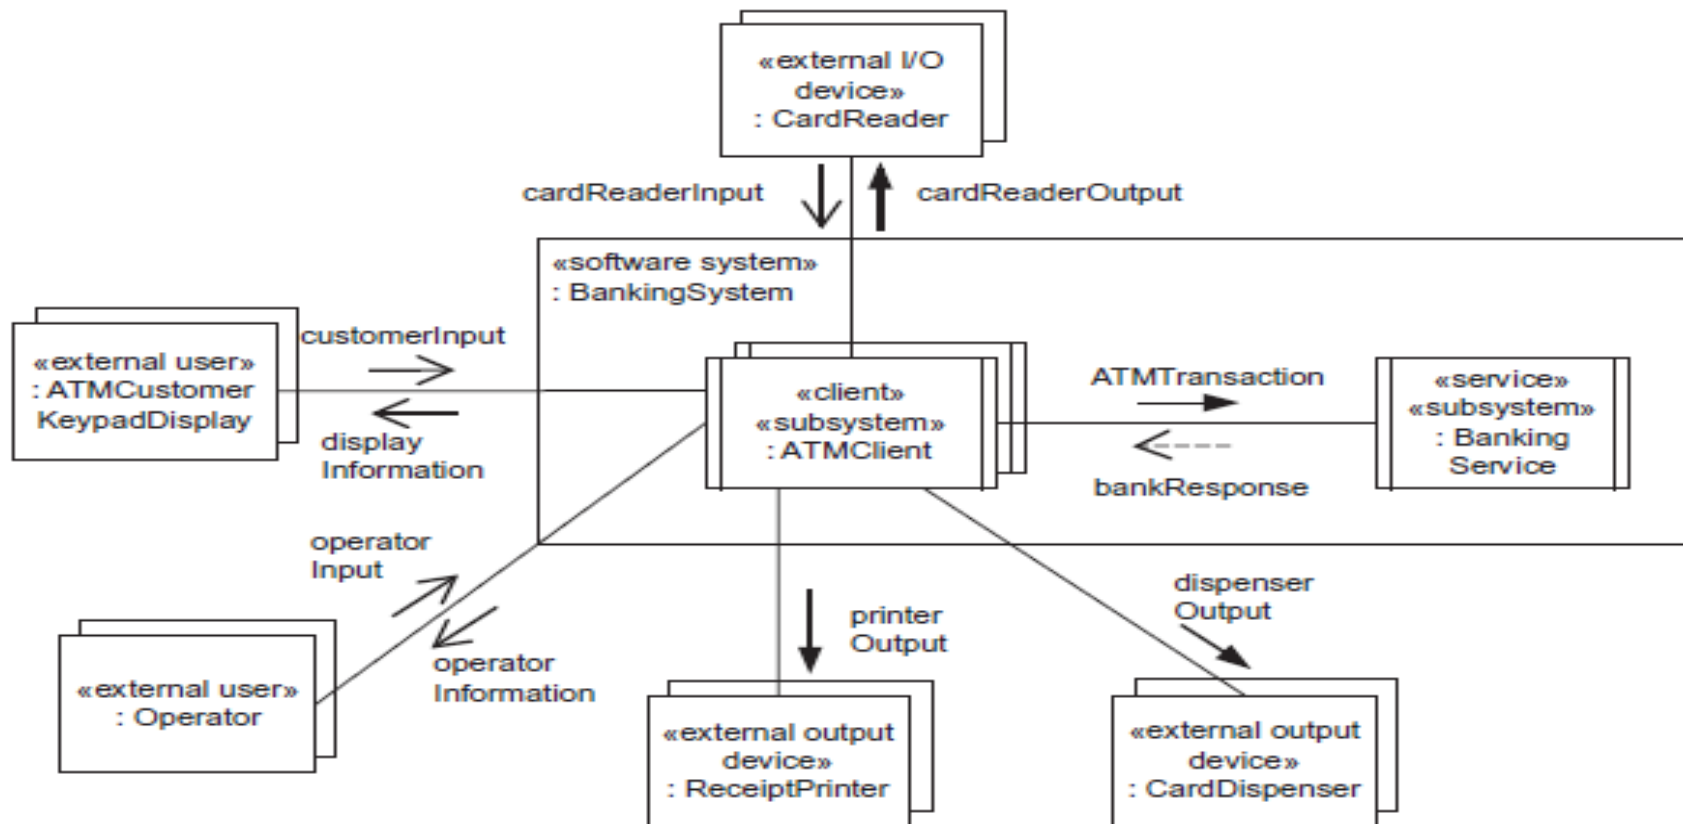 «external I/O
device»
: CardReader
cardReaderInput
cardReaderOutput
«software system»
: BankingSystem
«external user»
: ATMCustomer
KeypadDisplay
customerInput
display
Information
«client»
«subsystem»
: ATMClient
ATMTransaction
bankResponse
«service»
«subsystem»
: Banking
Service
operator
Input
operator
Information
«external user»
: Operator
printer
Output
dispenser
Output
«external output
device»
: ReceiptPrinter
«external output
device»
: CardDispenser